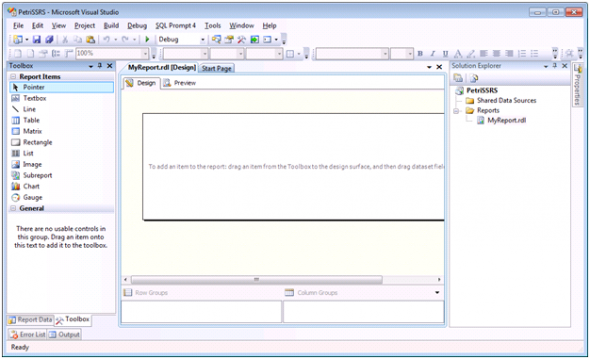 PetriSSRS - Microsoft Visual Studio
File Edit View Project Build Debug SQL Prompt 4 Tools Window Help
Debug
100%
B I U A
Toolbox
Report Items
Pointer
Textbox
Line
Table
Matrix
Rectangle
List
Image
Subreport
Chart
Gauge
General
There are no usable controls in
this group. Drag an item onto
this text to add it to the toolbox.
Report Data Toolbox
MyReport.rdl [Design] Start Page
Design Preview
To add an item to the report: drag an item from the Toolbox to the design surface, and then drag dataset field
Row Groups Column Groups
Solution Explorer
PetriSSRS
Shared Data Sources
Reports
MyReport.rdl
Properties
Error List Output
Ready